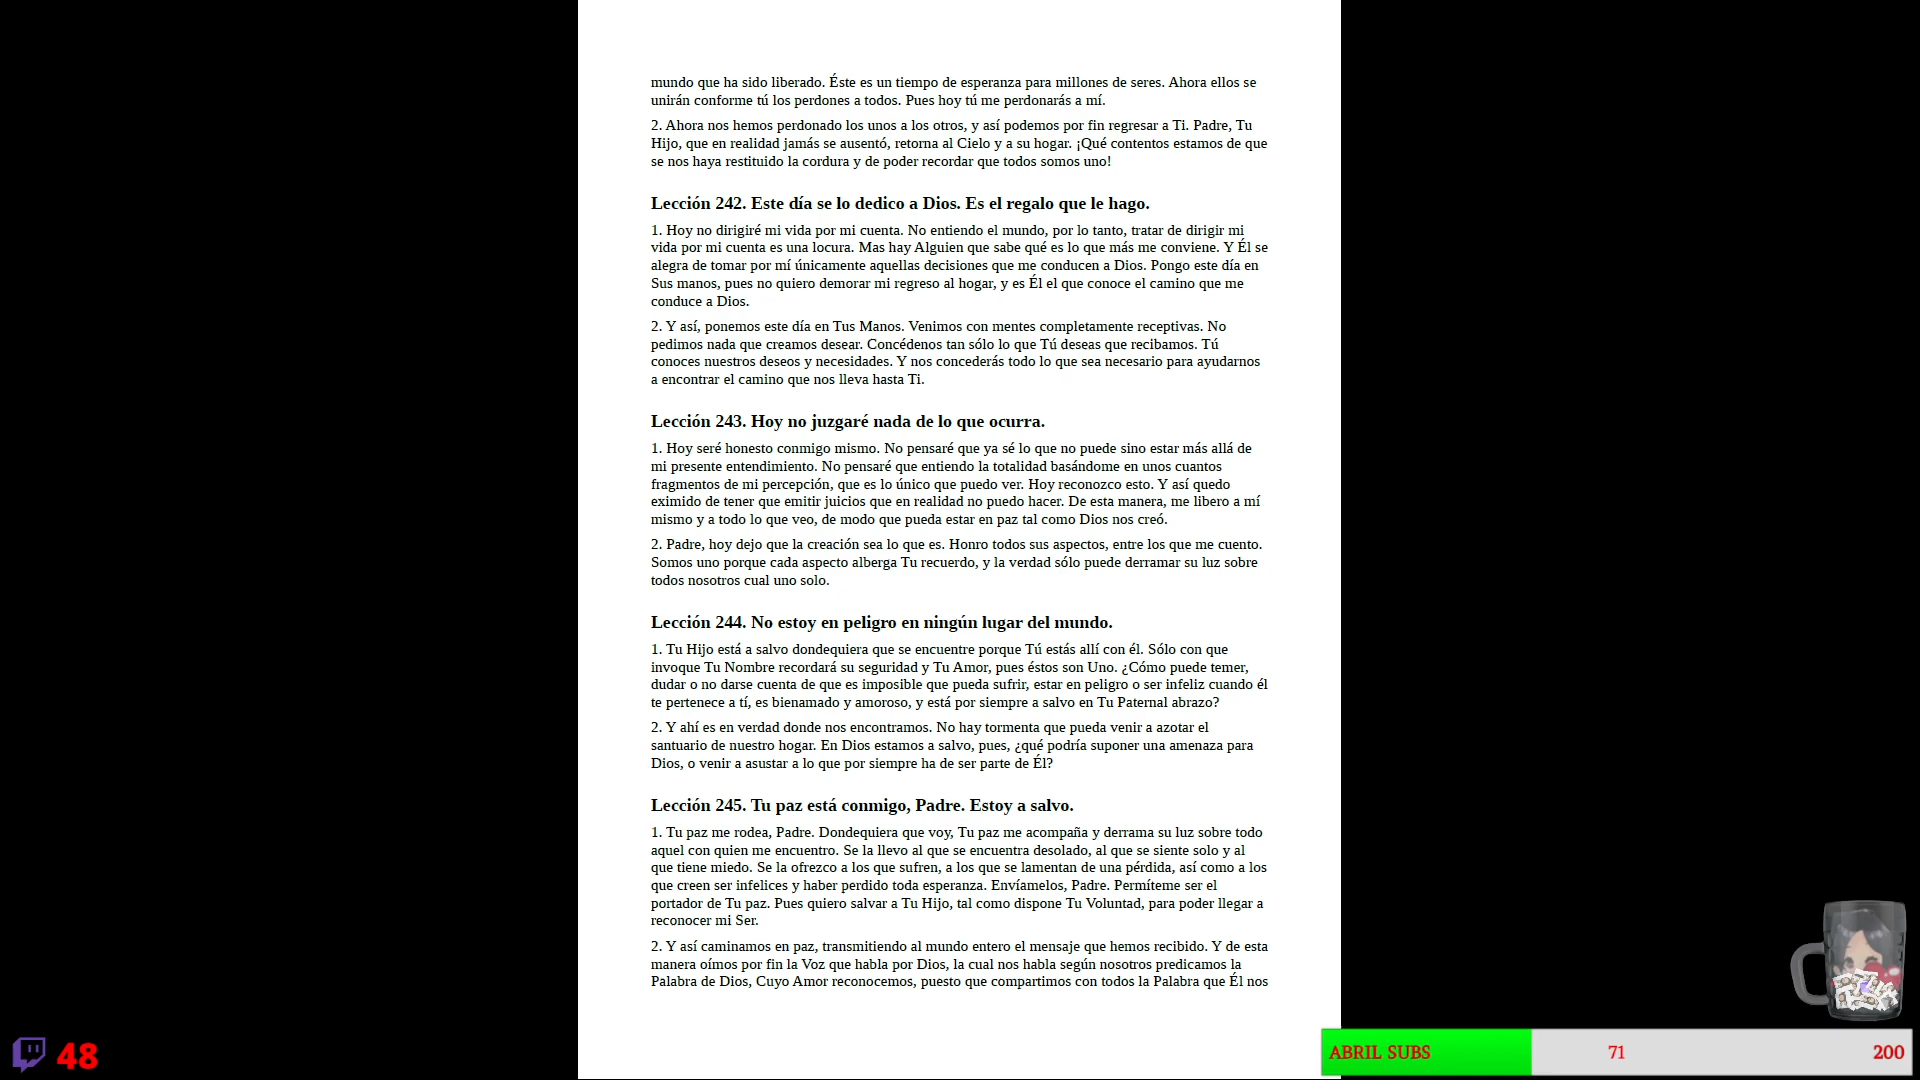 mundo que ha sido liberado. Éste es un tiempo de esperanza para millones de seres. Ahora ellos se
unirán conforme tú los perdones a todos. Pues hoy tú me perdonarás a mí.
2. Ahora nos hemos perdonado los unos a los otros, y así podemos por fin regresar a Ti. Padre, Tu
Hijo, que en realidad jamás se ausentó, retorna al Cielo y a su hogar. ¡Qué contentos estamos de que
se nos haya restituido la cordura y de poder recordar que todos somos uno!
Lección 242. Este día se lo dedico a Dios. Es el regalo que le hago.
1. Hoy no dirigiré mi vida por mi cuenta. No entiendo el mundo, por lo tanto, tratar de dirigir mi
vida por mi cuenta es una locura. Mas hay Alguien que sabe qué es lo que más me conviene. Y Él se
alegra de tomar por mí únicamente aquellas decisiones que me conducen a Dios. Pongo este día en
Sus manos, pues no quiero demorar mi regreso al hogar, y es Él el que conoce el camino que me
conduce a Dios.
2. Y así, ponemos este día en Tus Manos. Venimos con mentes completamente receptivas. No
pedimos nada que creamos desear. Concédenos tan sólo lo que Tú deseas que recibamos. Tú
conoces nuestros deseos y necesidades. Y nos concederás todo lo que sea necesario para ayudarnos
a encontrar el camino que nos lleva hasta Ti.
Lección 243. Hoy no juzgaré nada de lo que ocurra.
1. Hoy seré honesto conmigo mismo. No pensaré que ya sé lo que no puede sino estar más allá de
mi presente entendimiento. No pensaré que entiendo la totalidad basándome en unos cuantos
fragmentos de mi percepción, que es lo único que puedo ver. Hoy reconozco esto. Y así quedo
eximido de tener que emitir juicios que en realidad no puedo hacer. De esta manera, me libero a mí
mismo y a todo lo que veo, de modo que pueda estar en paz tal como Dios nos creó.
2. Padre, hoy dejo que la creación sea lo que es. Honro todos sus aspectos, entre los que me cuento.
Somos uno porque cada aspecto alberga Tu recuerdo, y la verdad sólo puede derramar su luz sobre
todos nosotros cual uno solo.
Lección 244. No estoy en peligro en ningún lugar del mundo.
1. Tu Hijo está a salvo dondequiera que se encuentre porque Tú estás allí con él. Sólo con que
invoque Tu Nombre recordará su seguridad y Tu Amor, pues éstos son Uno. ¿Cómo puede temer,
dudar o no darse cuenta de que es imposible que pueda sufrir, estar en peligro o ser infeliz cuando él
te pertenece a tí, es bienamado y amoroso, y está por siempre a salvo en Tu Paternal abrazo?
2. Y ahí es en verdad donde nos encontramos. No hay tormenta que pueda venir a azotar el
santuario de nuestro hogar. En Dios estamos a salvo, pues, ¿qué podría suponer una amenaza para
Dios, o venir a asustar a lo que por siempre ha de ser parte de Él?
Lección 245. Tu paz está conmigo, Padre. Estoy a salvo.
1. Tu paz me rodea, Padre. Dondequiera que voy, Tu paz me acompaña y derrama su luz sobre todo
aquel con quien me encuentro. Se la llevo al que se encuentra desolado, al que se siente solo y al
que tiene miedo. Se la ofrezco a los que sufren, a los que se lamentan de una pérdida, así como a los
que creen ser infelices y haber perdido toda esperanza. Envíamelos, Padre. Permíteme ser el
portador de Tu paz. Pues quiero salvar a Tu Hijo, tal como dispone Tu Voluntad, para poder llegar a
reconocer mi Ser.
2. Y así caminamos en paz, transmitiendo al mundo entero el mensaje que hemos recibido. Y de esta
manera oímos por fin la Voz que habla por Dios, la cual nos habla según nosotros predicamos la
Palabra de Dios, Cuyo Amor reconocemos, puesto que compartimos con todos la Palabra que Él nos
48
ABRIL SUBS 71 200